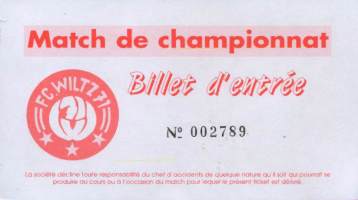 Match de championnat
Billet d'entrée
F.C. WILTZ 71
Nº 002789
La société décline toute responsabilité du chef d'accidents de quelque nature qu'il soit qui pourrait se
produire au cours ou à l'occasion du match pour lequel le présent ticket est délivré.